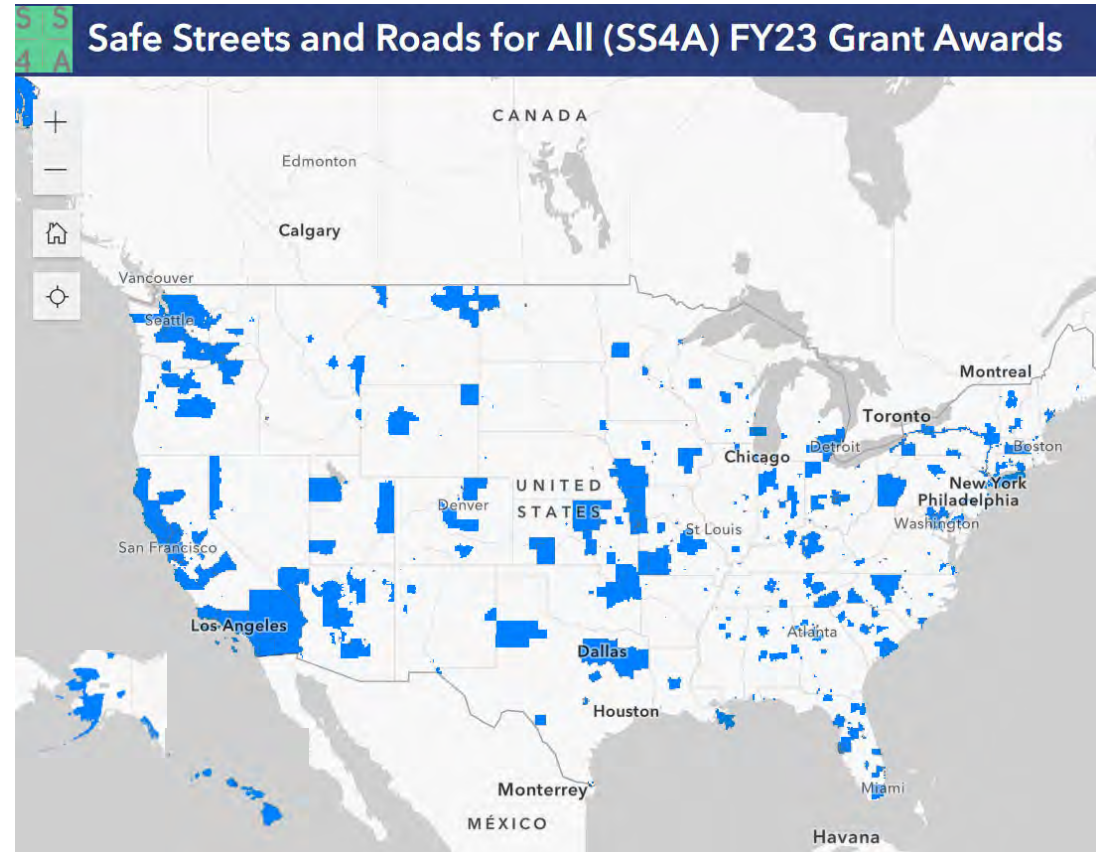 S S
4 A
Safe Streets and Roads for All (SS4A) FY23 Grant Awards
CANADA
Edmonton
Calgary
Vancouver
Seattle
Montreal
Toronto
Detroit
Boston
Chicago
New York
UNITED
STATES
Denver
Philadelphia
Washington
St Louis
San Francisco
Los Angeles
Atlanta
Dallas
Houston
Monterrey
Miami
MÉXICO
Havana